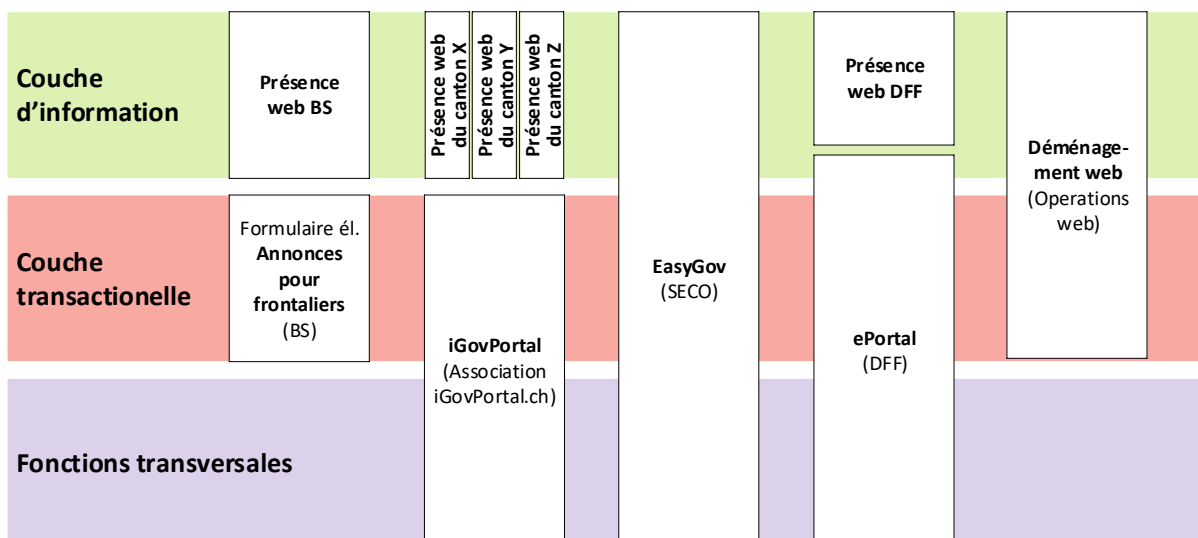 Couche
d’information
Présence
web BS
Présence web
du canton X
Présence web
du canton Y
Présence web
du canton Z
Présence
web DFF
Déménage-
ment web
(Operations
web)
Couche
transactionelle
Formulaire él.
Annonces
pour
frontaliers
(BS)
EasyGov
(SECO)
iGovPortal
(Association
iGovPortal.ch)
ePortal
(DFF)
Fonctions transversales